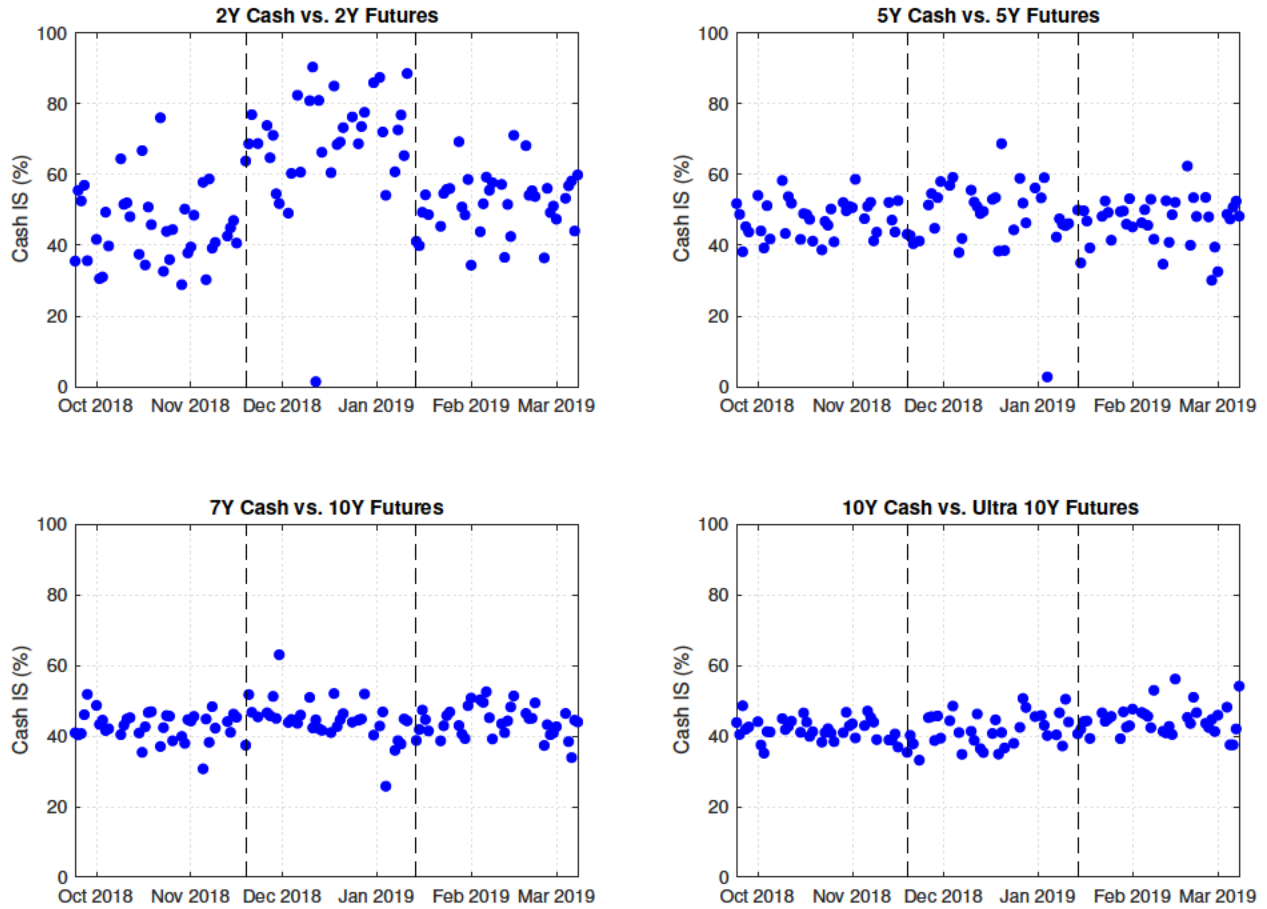 2Y Cash vs. 2Y Futures
100
80
60
40
20
0
Cash IS (%)
Oct 2018 Nov 2018 Dec 2018 Jan 2019 Feb 2019 Mar 2019
5Y Cash vs. 5Y Futures
100
80
60
40
20
0
Cash IS (%)
Oct 2018 Nov 2018 Dec 2018 Jan 2019 Feb 2019 Mar 2019
7Y Cash vs. 10Y Futures
100
80
60
40
20
0
Cash IS (%)
Oct 2018 Nov 2018 Dec 2018 Jan 2019 Feb 2019 Mar 2019
10Y Cash vs. Ultra 10Y Futures
100
80
60
40
20
0
Cash IS (%)
Oct 2018 Nov 2018 Dec 2018 Jan 2019 Feb 2019 Mar 2019